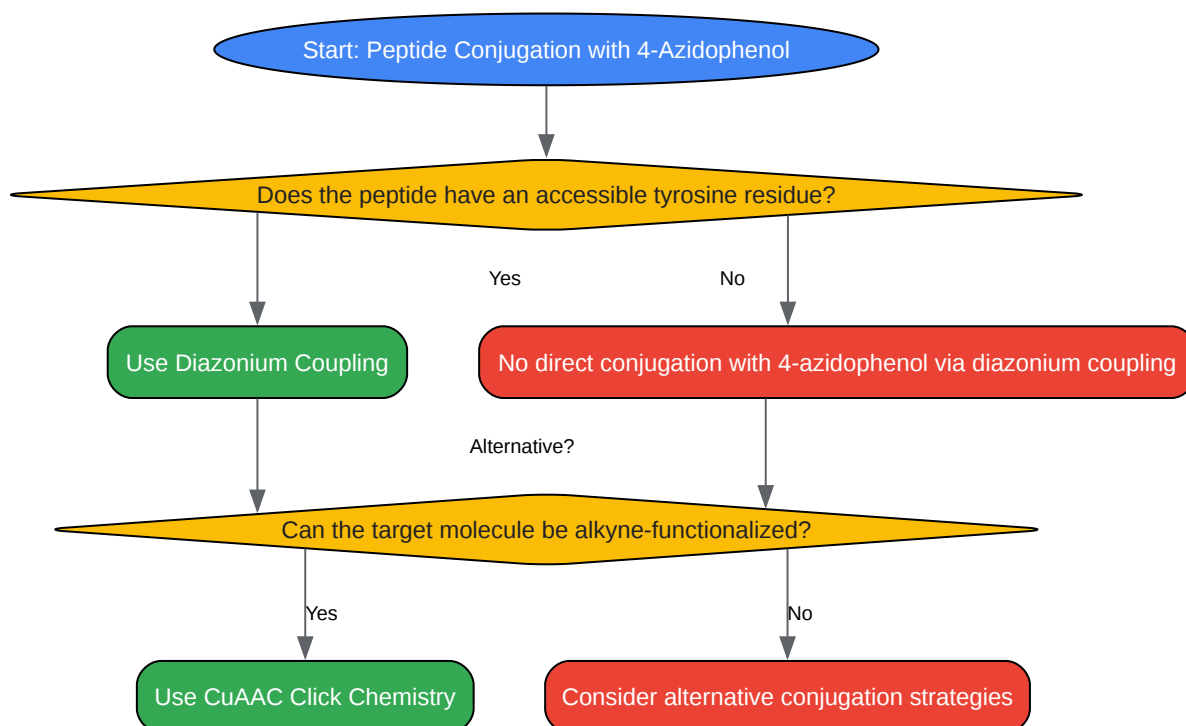 Start: Peptide Conjugation with 4-Azidophenol
Does the peptide have an accessible tyrosine residue?
Yes
No
Use Diazonium Coupling
No direct conjugation with 4-azidophenol via diazonium coupling
Alternative?
Can the target molecule be alkyne-functionalized?
Yes
No
Use CuAAC Click Chemistry
Consider alternative conjugation strategies